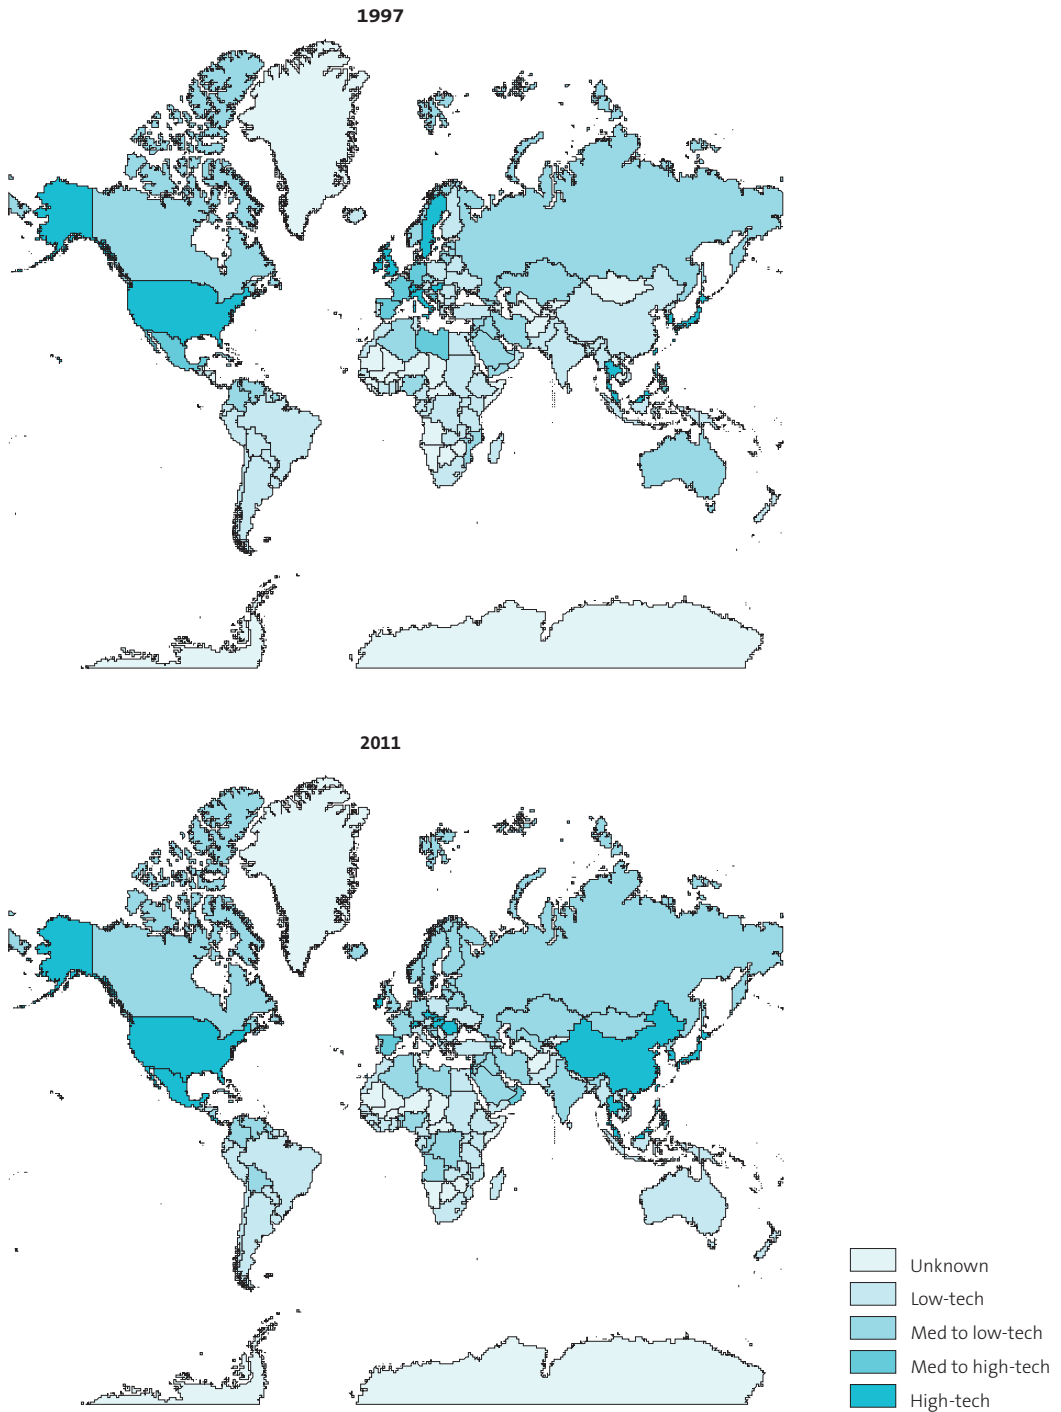 1997
2011
Unknown
Low-tech
Med to low-tech
Med to high-tech
High-tech